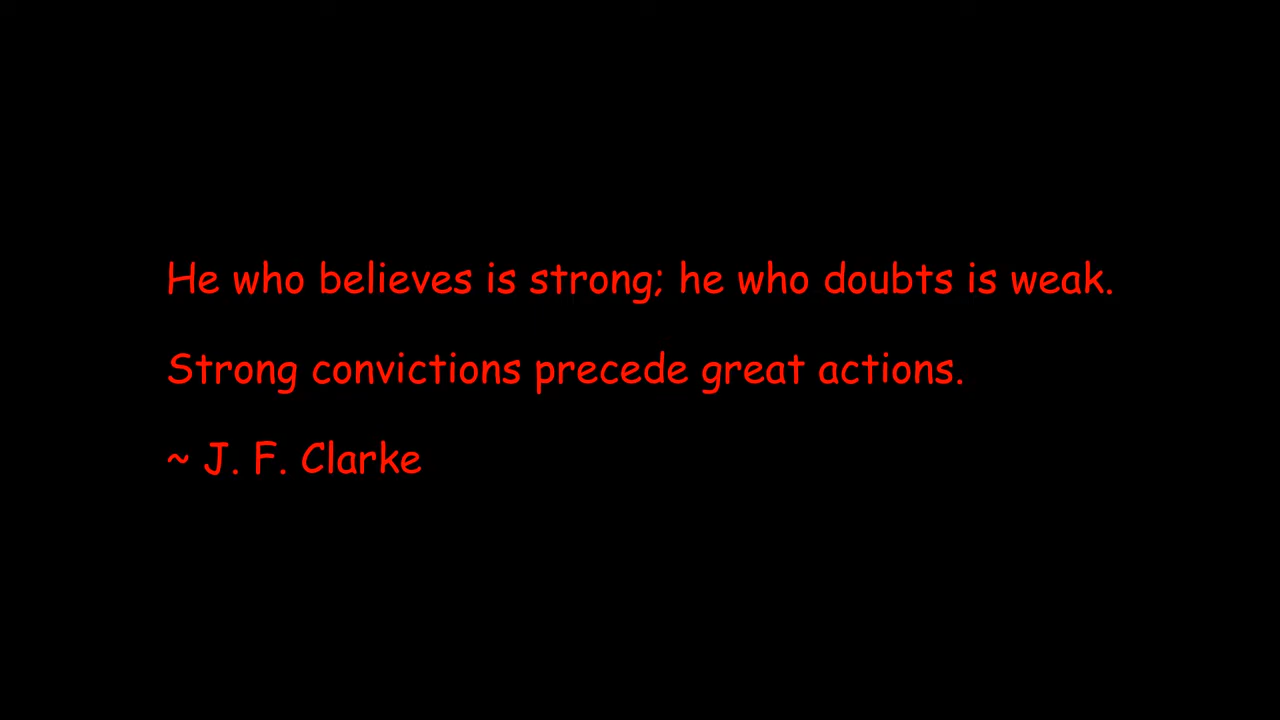 He who believes is strong; he who doubts is weak.
Strong convictions precede great actions.
~ J. F. Clarke